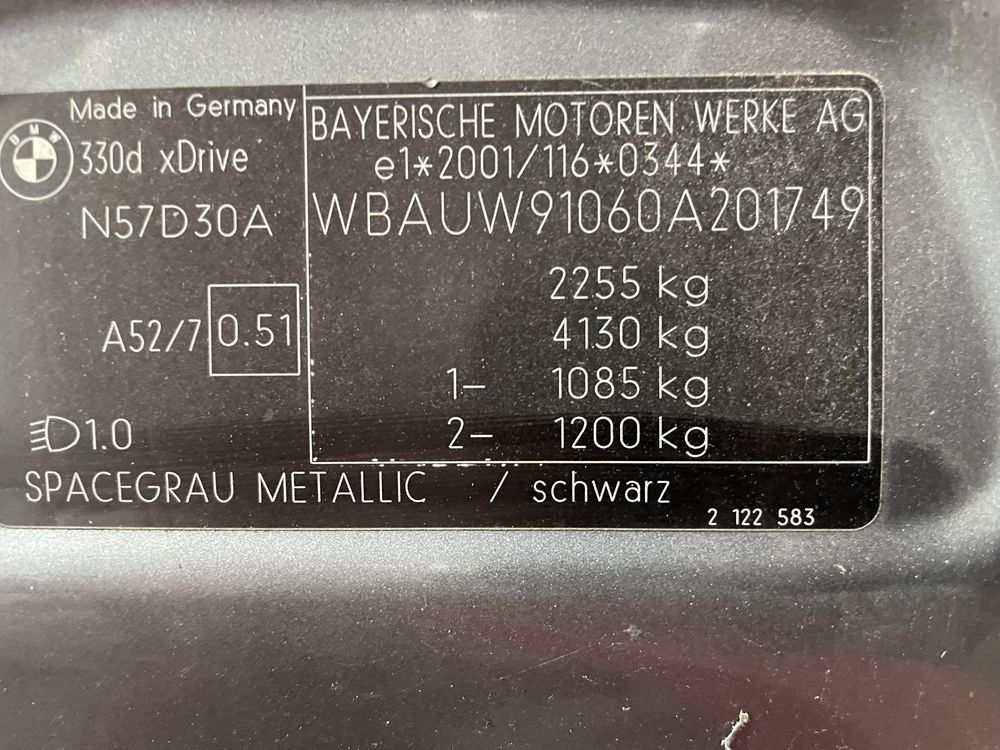 Made in Germany
BMW
330d xDrive
N57D30A
A52/7 0.51
1.0
BAYERISCHE MOTOREN WERKE AG
e1*2001/116*0344*
WBAUW91060A201749
2255 kg
4130 kg
1– 1085 kg
2– 1200 kg
SPACEGRAU METALLIC / schwarz
2 122 583